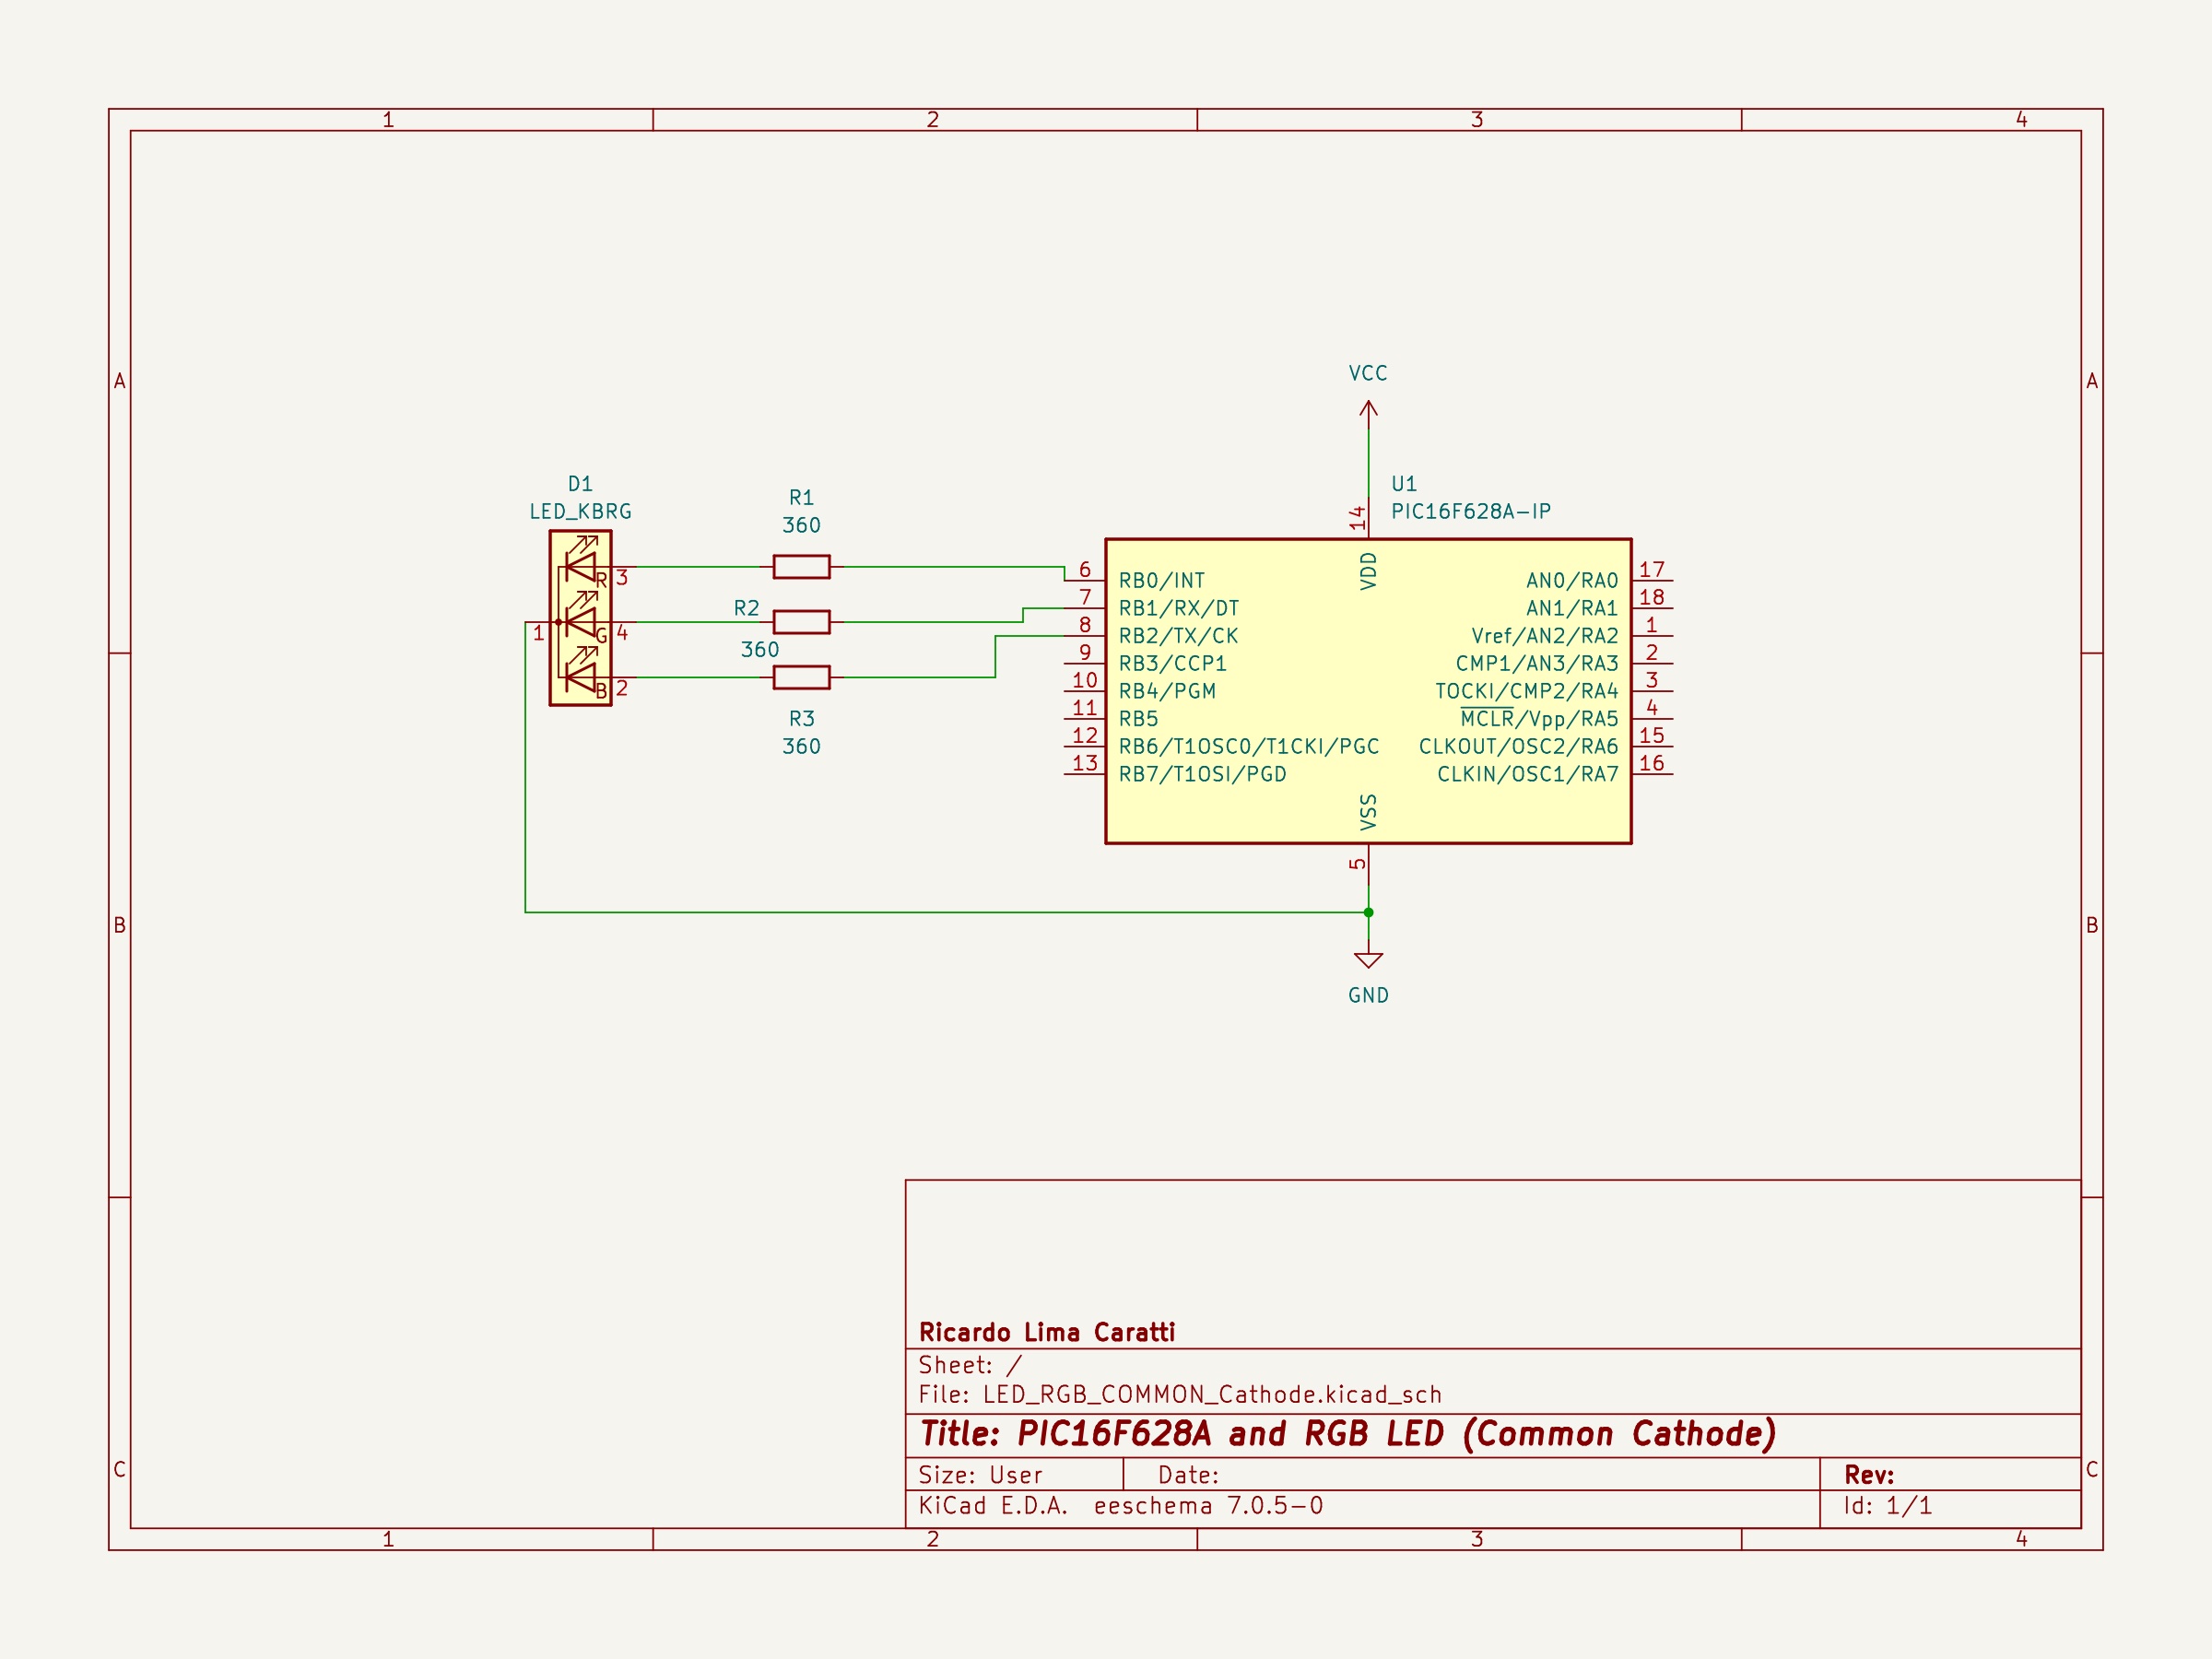 1 2 3 4
A A
B B
C C
VCC
D1
LED_KBRG
R1
360
R2
360
R3
360
R 3
1 G 4
B 2
U1
PIC16F628A-IP
14
VDD
6 RB0/INT
7 RB1/RX/DT
8 RB2/TX/CK
9 RB3/CCP1
10 RB4/PGM
11 RB5
12 RB6/T1OSC0/T1CKI/PGC
13 RB7/T1OSI/PGD
AN0/RA0 17
AN1/RA1 18
Vref/AN2/RA2 1
CMP1/AN3/RA3 2
TOCKI/CMP2/RA4 3
MCLR/Vpp/RA5 4
CLKOUT/OSC2/RA6 15
CLKIN/OSC1/RA7 16
VSS
5
GND
Ricardo Lima Caratti
Sheet: /
File: LED_RGB_COMMON_Cathode.kicad_sch
Title: PIC16F628A and RGB LED (Common Cathode)
Size: User Date: Rev:
KiCad E.D.A. eeschema 7.0.5-0 Id: 1/1
1 2 3 4